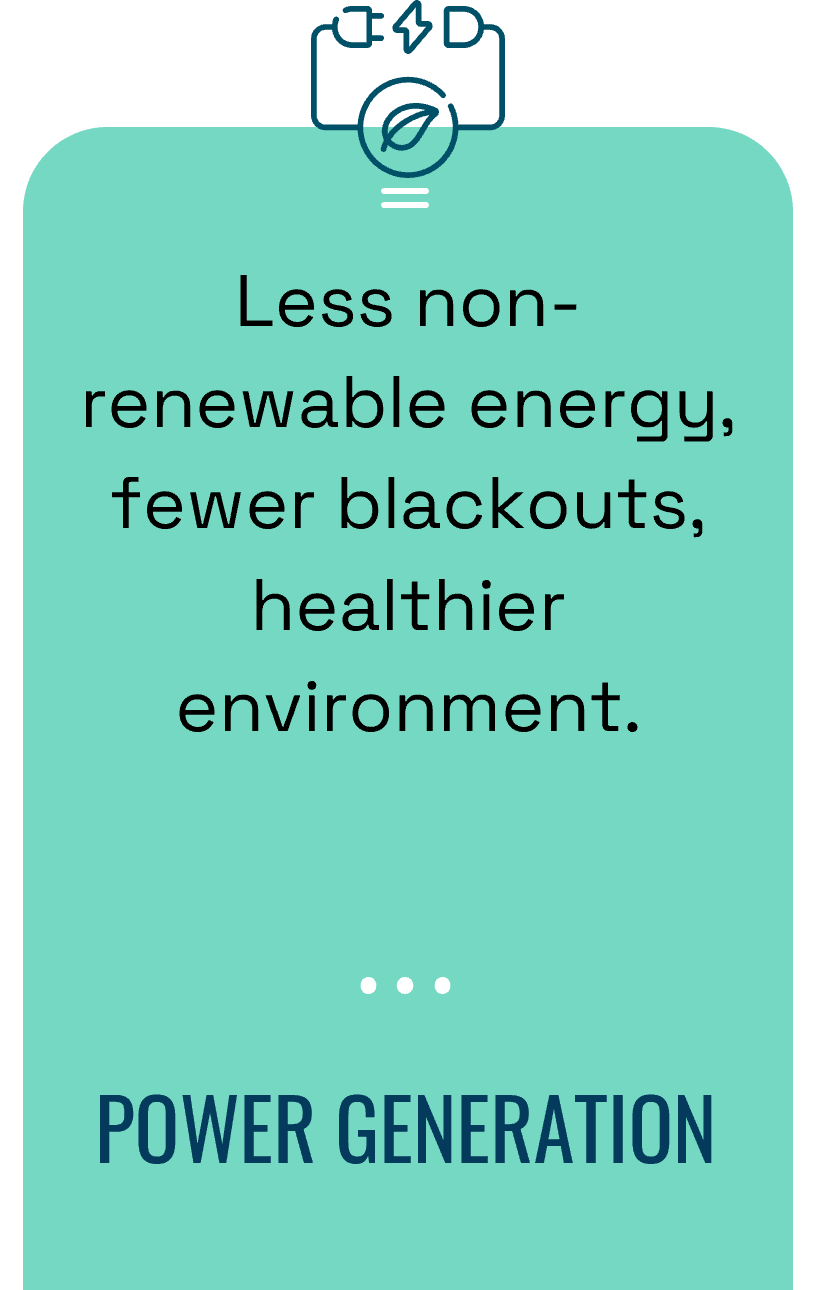 Less non-
renewable energy,
fewer blackouts,
healthier
environment.
POWER GENERATION